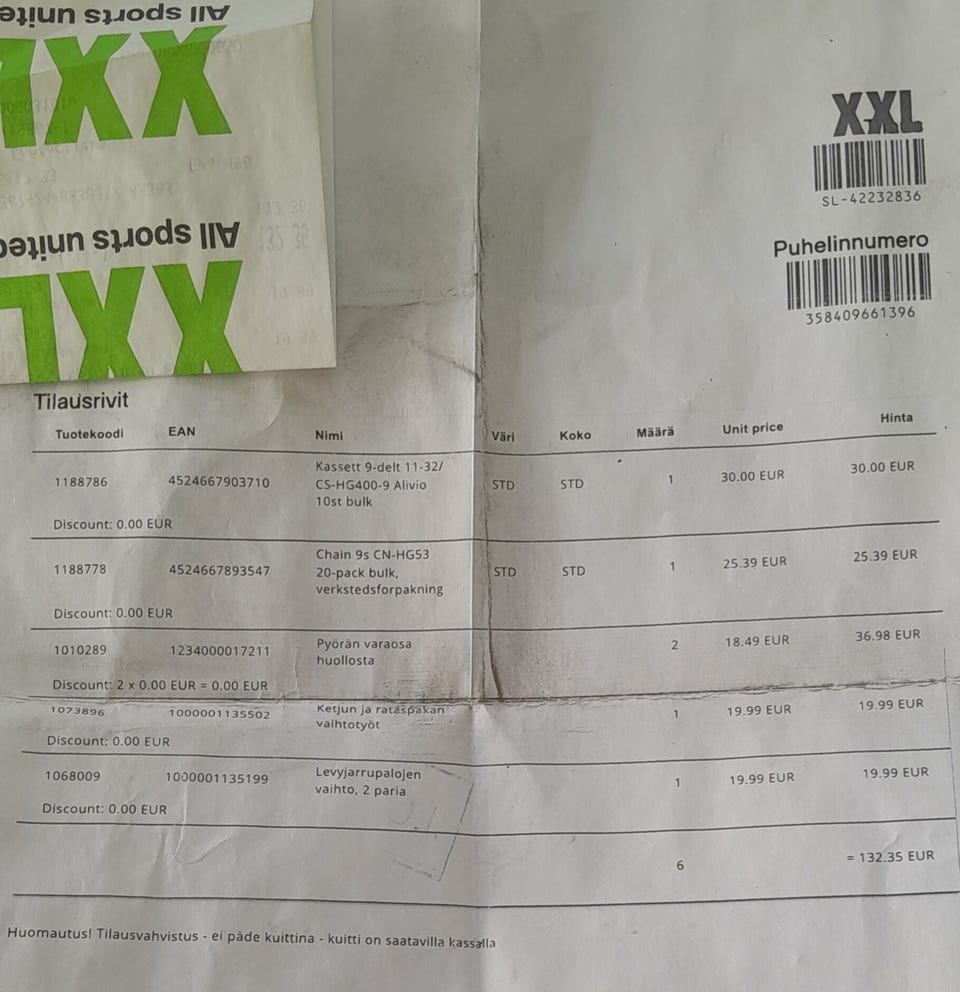 All sports unite
XXL
All sports united
XXL
XXL
SL-42232836
Puhelinnumero
358409661396
Tilausrivit
Tuotekoodi EAN Nimi Väri Koko Määrä Unit price Hinta
1188786 4524667903710 Kassett 9-delt 11-32/ STD STD 1 30.00 EUR 30.00 EUR
CS-HG400-9 Alivio
10st bulk
Discount: 0.00 EUR
1188778 4524667893547 Chain 9s CN-HG53 STD STD 1 25.39 EUR 25.39 EUR
20-pack bulk,
verkstedsforpakning
Discount: 0.00 EUR
1010289 1234000017211 Pyörän varaosa 2 18.49 EUR 36.98 EUR
huollosta
Discount: 2 x 0.00 EUR = 0.00 EUR
1073896 1000001135502 Ketjun ja rataspakan 1 19.99 EUR 19.99 EUR
vaihtotyöt
Discount: 0.00 EUR
1068009 1000001135199 Levyjarrupalojen 1 19.99 EUR 19.99 EUR
vaihto, 2 paria
Discount: 0.00 EUR
6 = 132.35 EUR
Huomautus! Tilausvahvistus - ei päde kuittina - kuitti on saatavilla kassalla